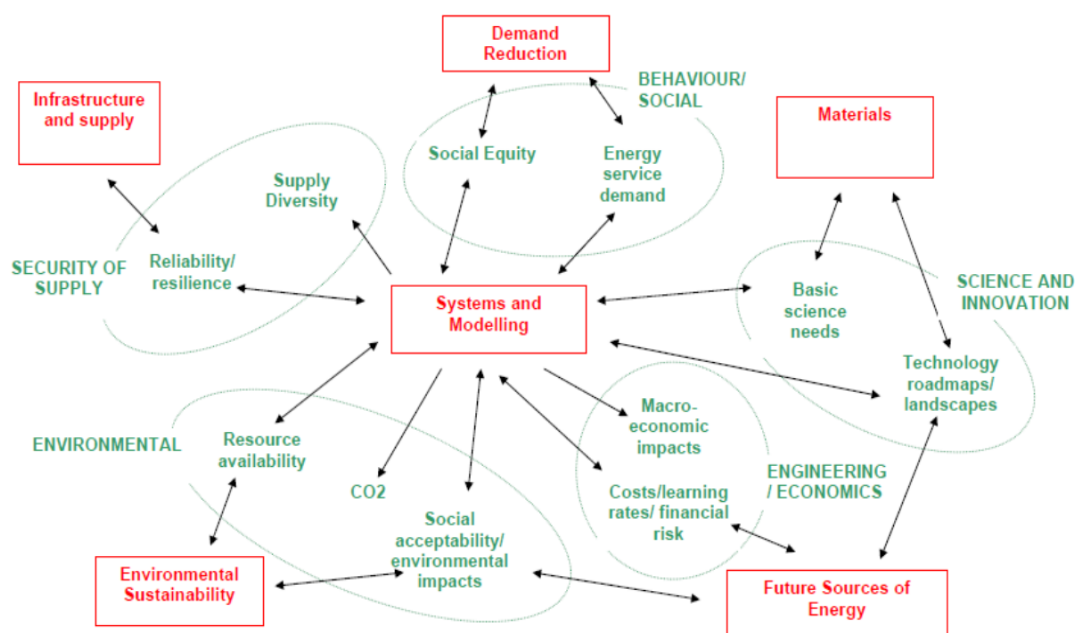 Demand
Reduction
BEHAVIOUR/
SOCIAL
Infrastructure
and supply
Materials
Social Equity
Energy
service
demand
Supply
Diversity
SECURITY OF
SUPPLY
Reliability/
resilience
Systems and
Modelling
Basic
science
needs
SCIENCE AND
INNOVATION
Technology
roadmaps/
landscapes
Macro-
economic
impacts
ENVIRONMENTAL
Resource
availability
CO2
Costs/learning
rates/ financial
risk
ENGINEERING
/ ECONOMICS
Social
acceptability/
environmental
impacts
Environmental
Sustainability
Future Sources of
Energy